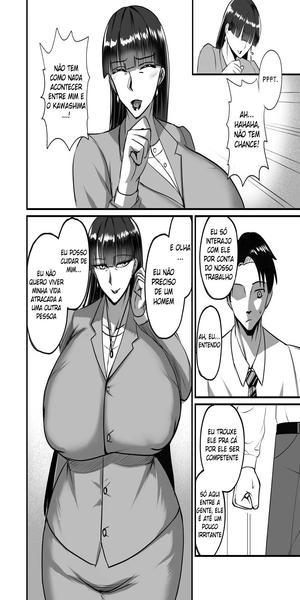 PFFT.
AH...
HAHAHA,
NÃO TEM
CHANCE!
NÃO TEM
COMO NADA
ACONTECER
ENTRE MIM E O
KAWASHIMA
...!
EU SÓ
INTERAJO COM
ELE POR
CONTA DO
NOSSO
TRABALHO
AH, EU...
ENTENDO
EU TROUXE
ELE PRA CÁ
POR ELE SER
COMPETENTE
SÓ AQUI
ENTRE A
GENTE, ELE
É ATÉ UM
POUCO
IRRITANTE
E OLHA
...
EU NÃO
PRECISO
DE UM
HOMEM
EU POSSO
CUIDAR DE
MIM...
EU NÃO
QUERO VIVER
MINHA VIDA
ATRACADA A
UMA OUTRA
PESSOA